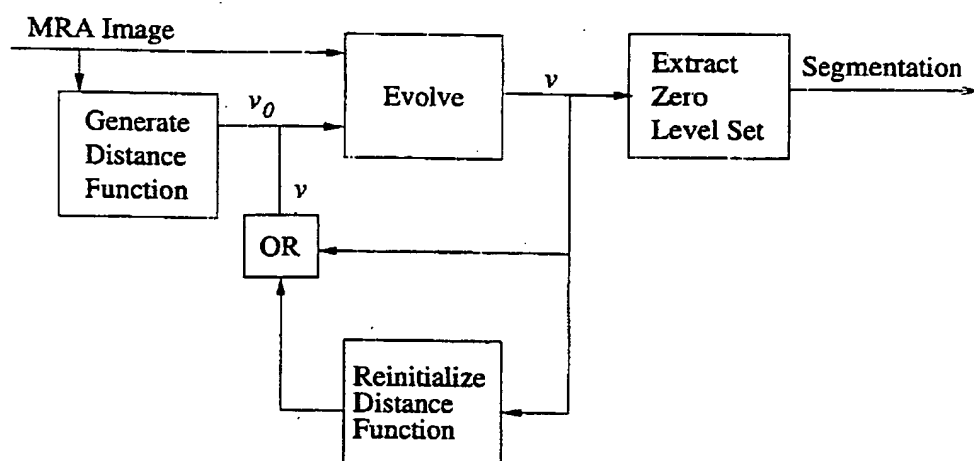 MRA Image
Generate
Distance
Function
v0
Evolve
v
Extract
Zero
Level Set
Segmentation
v
OR
Reinitialize
Distance
Function